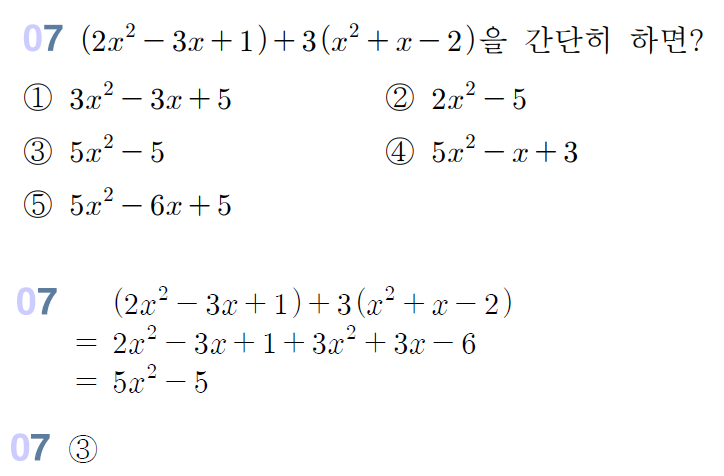 07 (2x² − 3x + 1) + 3(x² + x − 2)을 간단히 하면?
① 3x² − 3x + 5 ② 2x² − 5
③ 5x² − 5 ④ 5x² − x + 3
⑤ 5x² − 6x + 5
07 (2x² − 3x + 1) + 3(x² + x − 2)
= 2x² − 3x + 1 + 3x² + 3x − 6
= 5x² − 5
07 ③